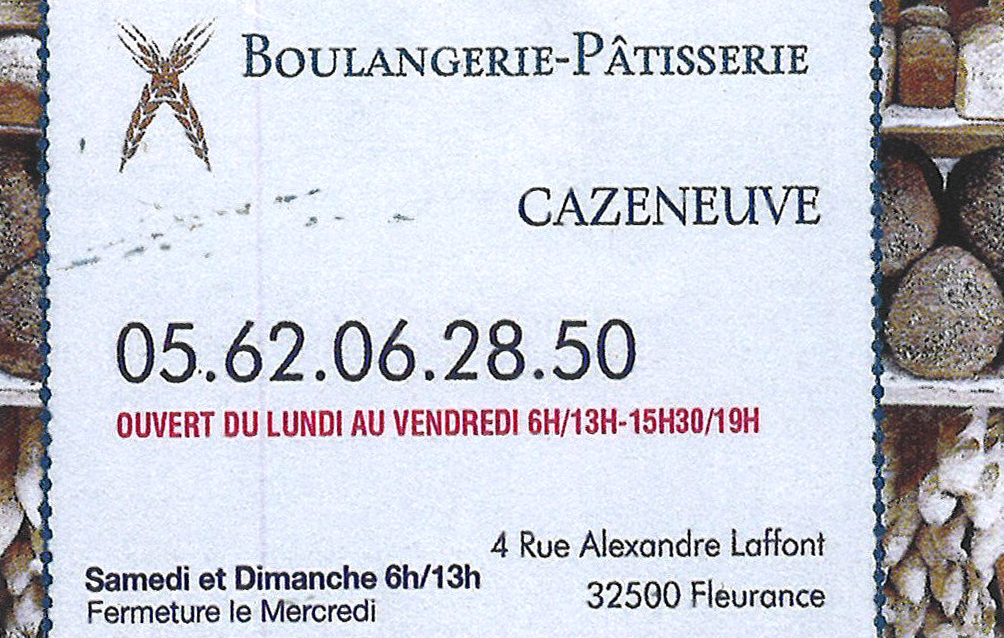 BOULANGERIE-PÂTISSERIE
CAZENEUVE
05.62.06.28.50
OUVERT DU LUNDI AU VENDREDI 6H/13H-15H30/19H
4 Rue Alexandre Laffont
32500 Fleurance
Samedi et Dimanche 6h/13h
Fermeture le Mercredi